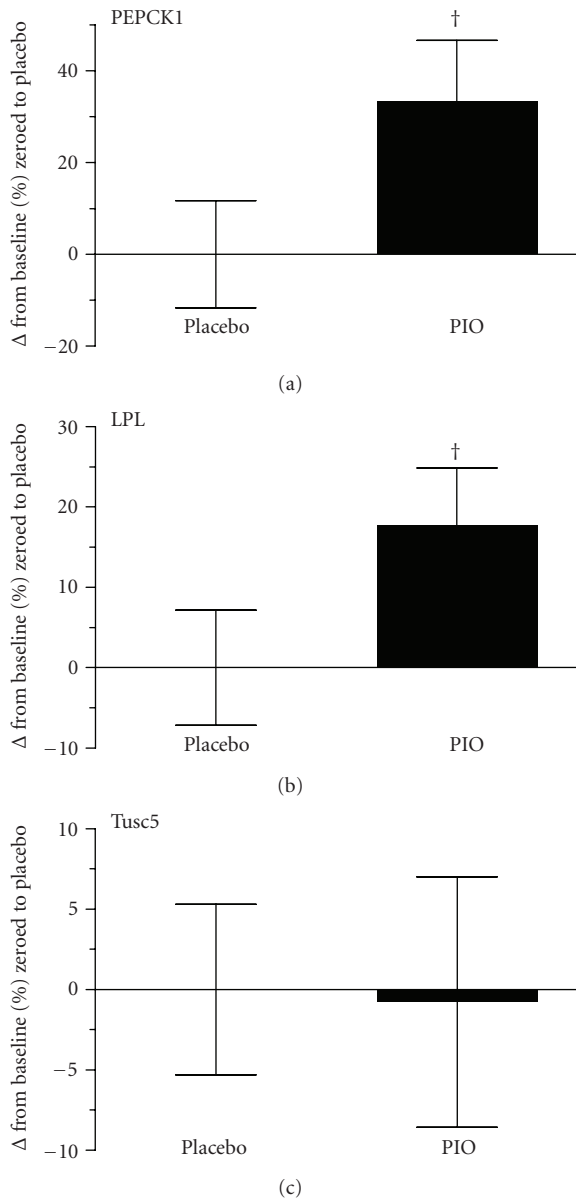 PEPCK1
†
Δ from baseline (%) zeroed to placebo
40
20
0
−20
Placebo
PIO
(a)
LPL
†
Δ from baseline (%) zeroed to placebo
30
20
10
0
−10
Placebo
PIO
(b)
Tusc5
Δ from baseline (%) zeroed to placebo
10
5
0
−5
−10
Placebo
PIO
(c)